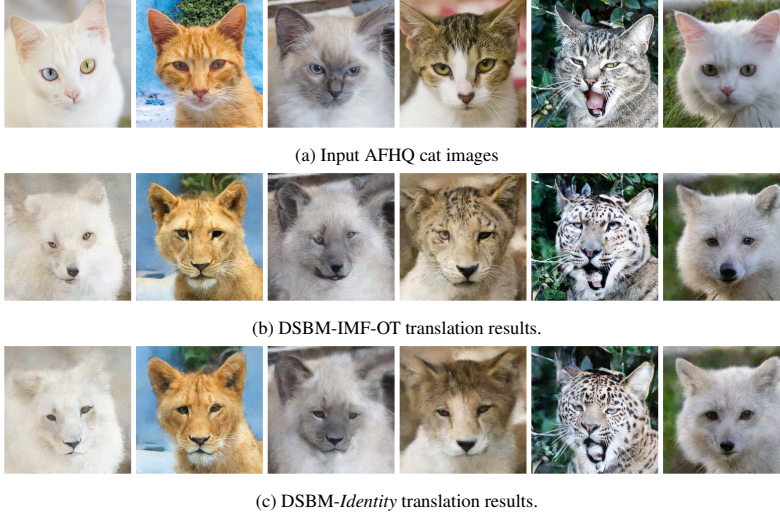 (a) Input AFHQ cat images
(b) DSBM-IMF-OT translation results.
(c) DSBM-Identity translation results.